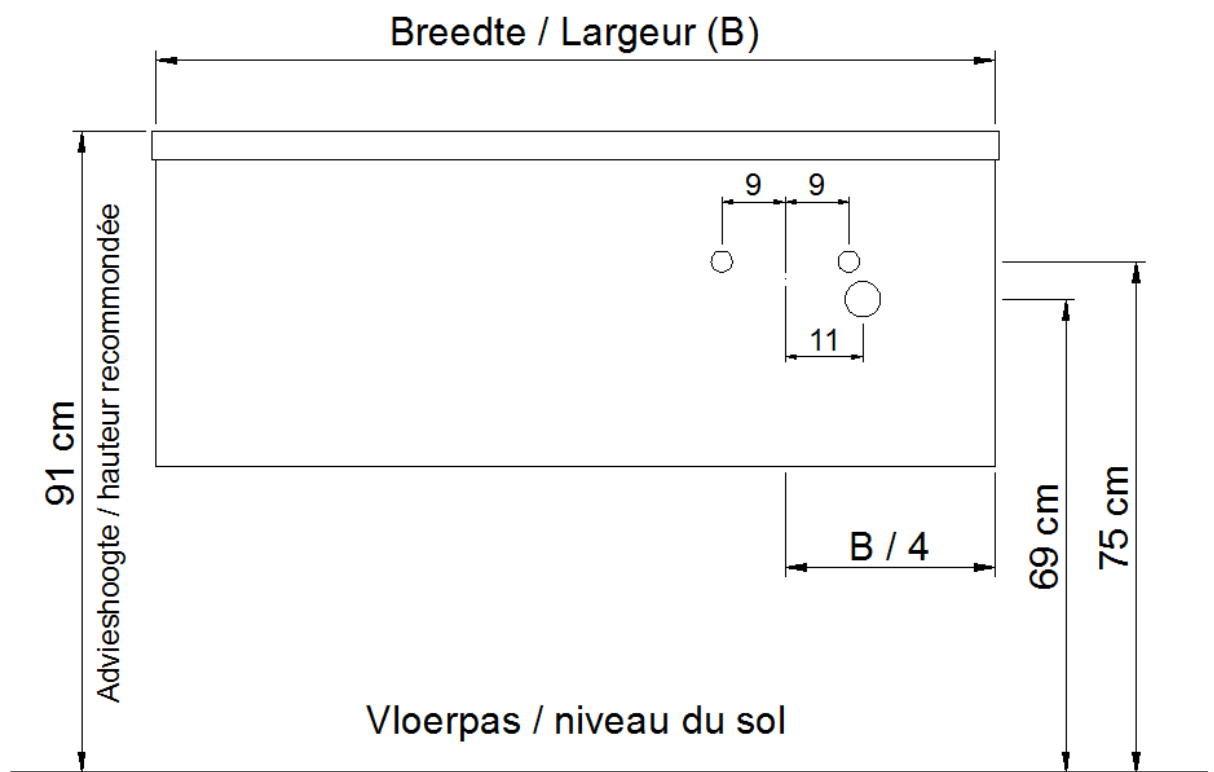 Breedte / Largeur (B)
9
9
11
91 cm
Advieshoogte / hauteur recommondée
B / 4
69 cm
75 cm
Vloerpas / niveau du sol